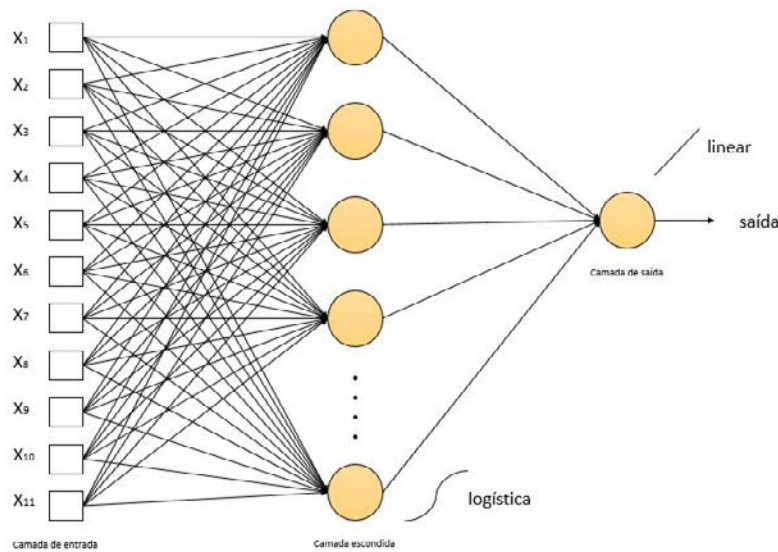 X1
X2
X3
X4
X5
X6
X7
X8
X9
X10
X11
linear
saída
Camada de saída
logística
Camada de entrada
Camada escondida